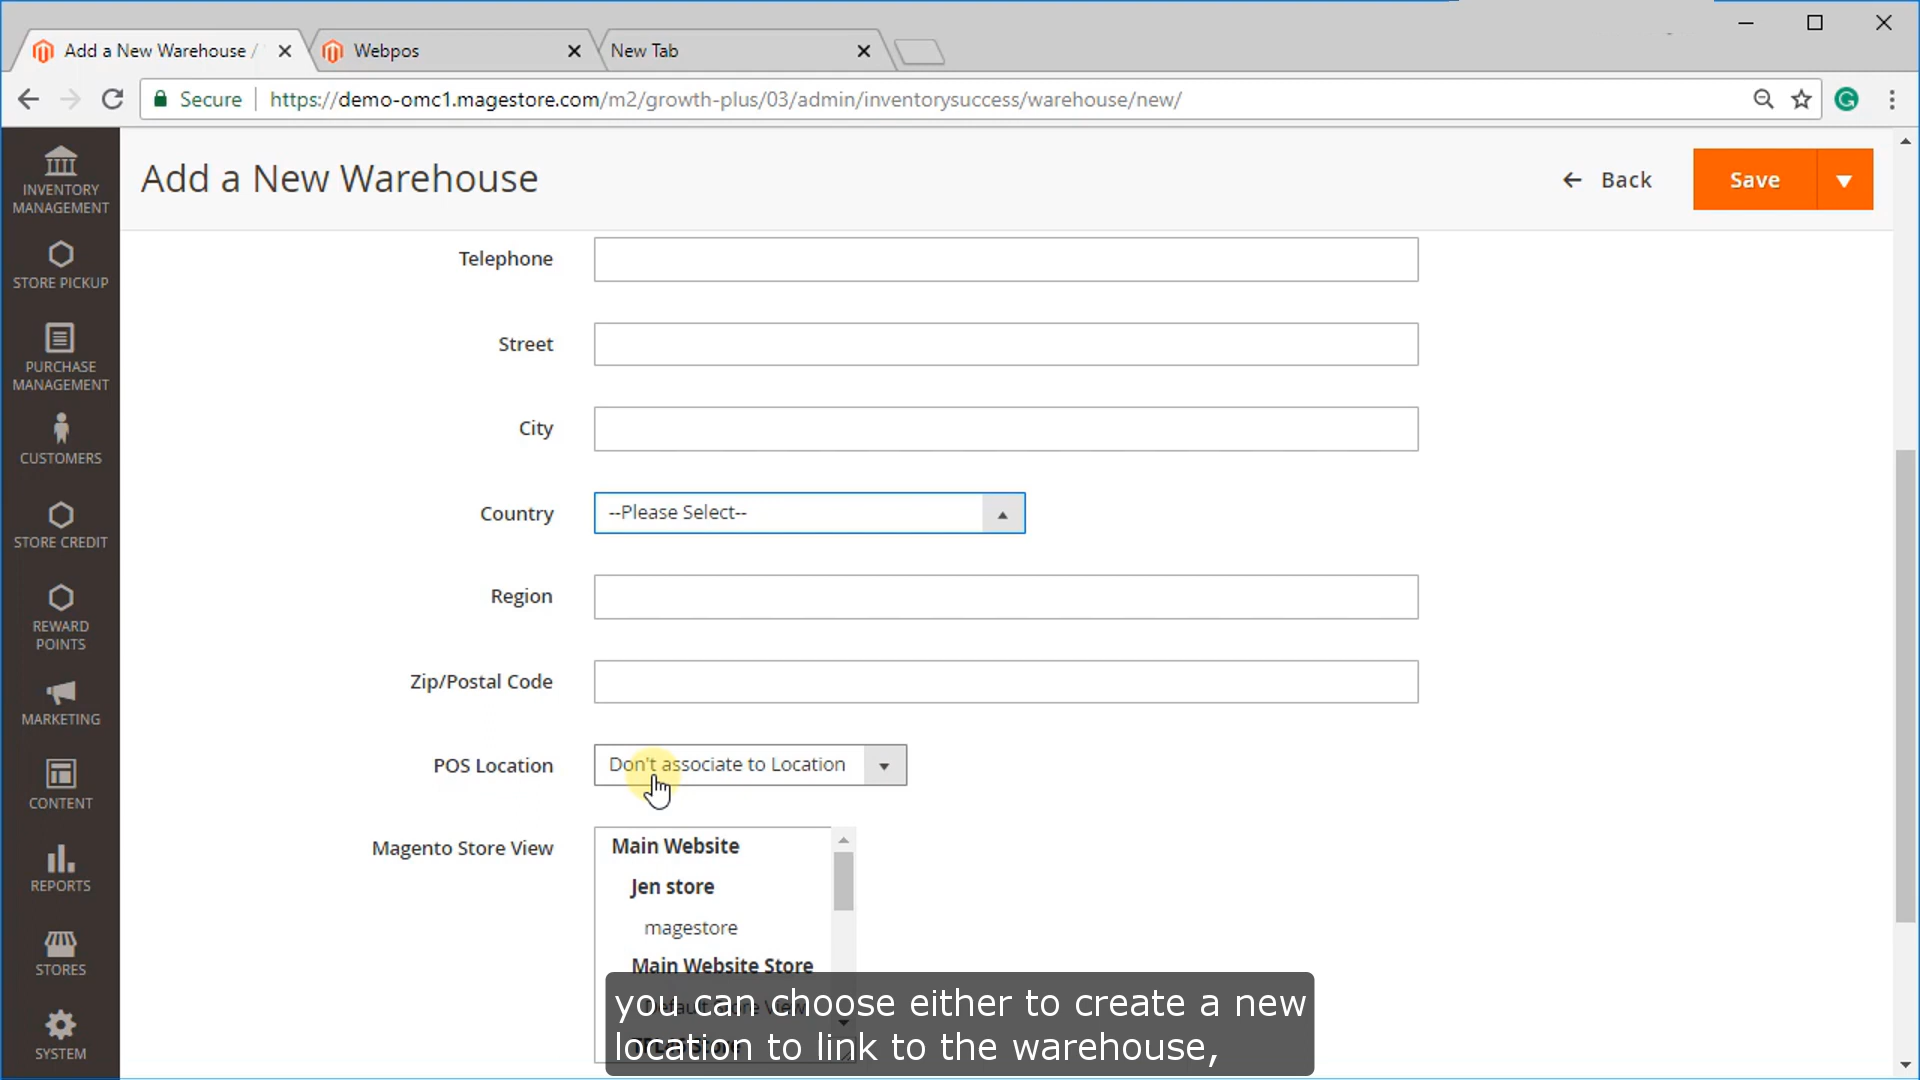 Add a New Warehouse /
Webpos
New Tab
Secure
https://demo-omc1.magestore.com/m2/growth-plus/03/admin/inventorysuccess/warehouse/new/
INVENTORY
MANAGEMENT
STORE PICKUP
PURCHASE
MANAGEMENT
CUSTOMERS
STORE CREDIT
REWARD
POINTS
MARKETING
CONTENT
REPORTS
STORES
SYSTEM
Add a New Warehouse
Back
Save
Telephone
Street
City
Country
--Please Select--
Region
Zip/Postal Code
POS Location
Don't associate to Location
Magento Store View
Main Website
Jen store
magestore
Main Website Store
Default Store View
you can choose either to create a new
location to link to the warehouse,